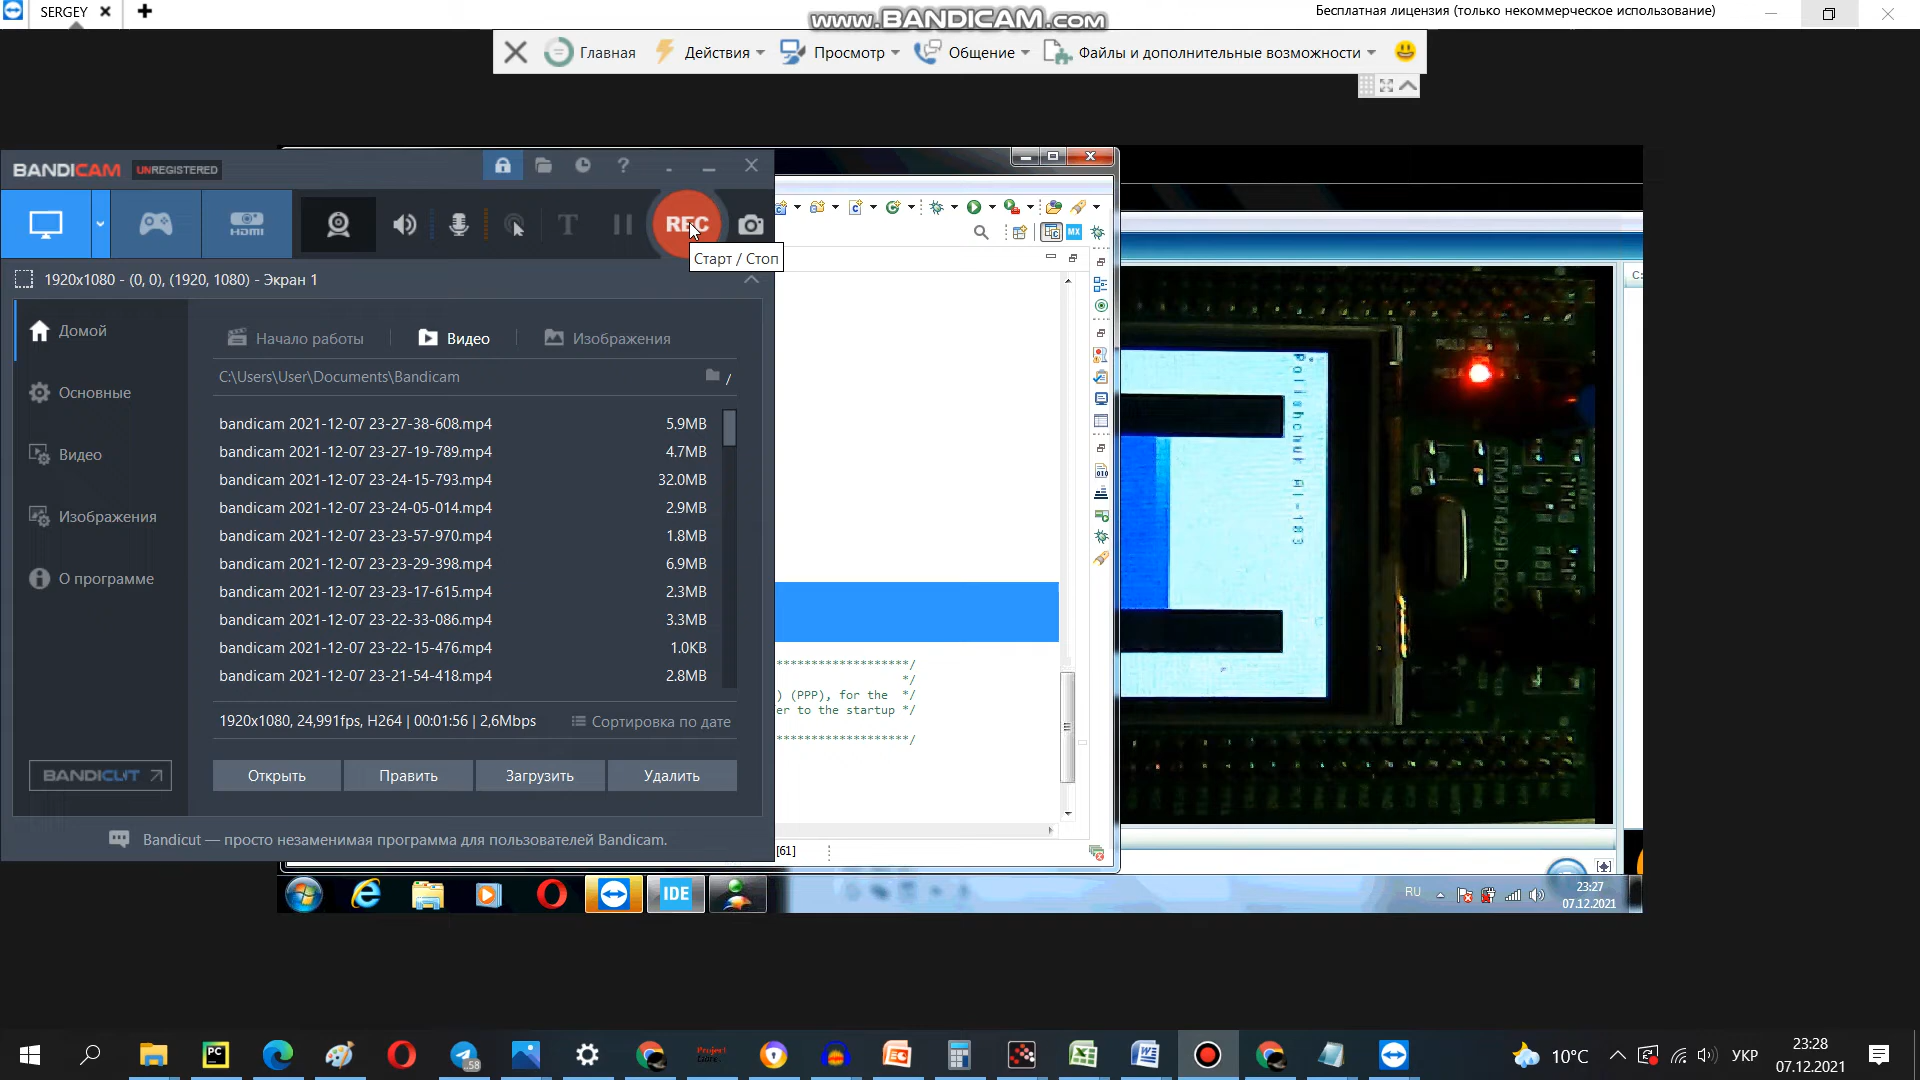 SERGEY
www.BANDICAM.com
Бесплатная лицензия (только некоммерческое использование)
Главная
Действия
Просмотр
Общение
Файлы и дополнительные возможности
BANDICAM
UNREGISTERED
HDMI
T
REC
Старт / Стоп
1920x1080 - (0, 0), (1920, 1080) - Экран 1
Домой
Основные
Видео
Изображения
О программе
BANDICUT
Начало работы
Видео
Изображения
C:\Users\User\Documents\Bandicam
/
bandicam 2021-12-07 23-27-38-608.mp4 5.9MB
bandicam 2021-12-07 23-27-19-789.mp4 4.7MB
bandicam 2021-12-07 23-24-15-793.mp4 32.0MB
bandicam 2021-12-07 23-24-05-014.mp4 2.9MB
bandicam 2021-12-07 23-23-57-970.mp4 1.8MB
bandicam 2021-12-07 23-23-29-398.mp4 6.9MB
bandicam 2021-12-07 23-23-17-615.mp4 2.3MB
bandicam 2021-12-07 23-22-33-086.mp4 3.3MB
bandicam 2021-12-07 23-22-15-476.mp4 1.0KB
bandicam 2021-12-07 23-21-54-418.mp4 2.8MB
1920x1080, 24,991fps, H264 | 00:01:56 | 2,6Mbps
Сортировка по дате
Открыть
Править
Загрузить
Удалить
Bandicut — просто незаменимая программа для пользователей Bandicam.
MX
C:
*******************/
*/
) (PPP), for the */
er to the startup */
*******************/
[61]
Polishchuk AI-183
STM32F429I-DISCO
IDE
RU
23:27
07.12.2021
PC
58
10°C
УКР
23:28
07.12.2021